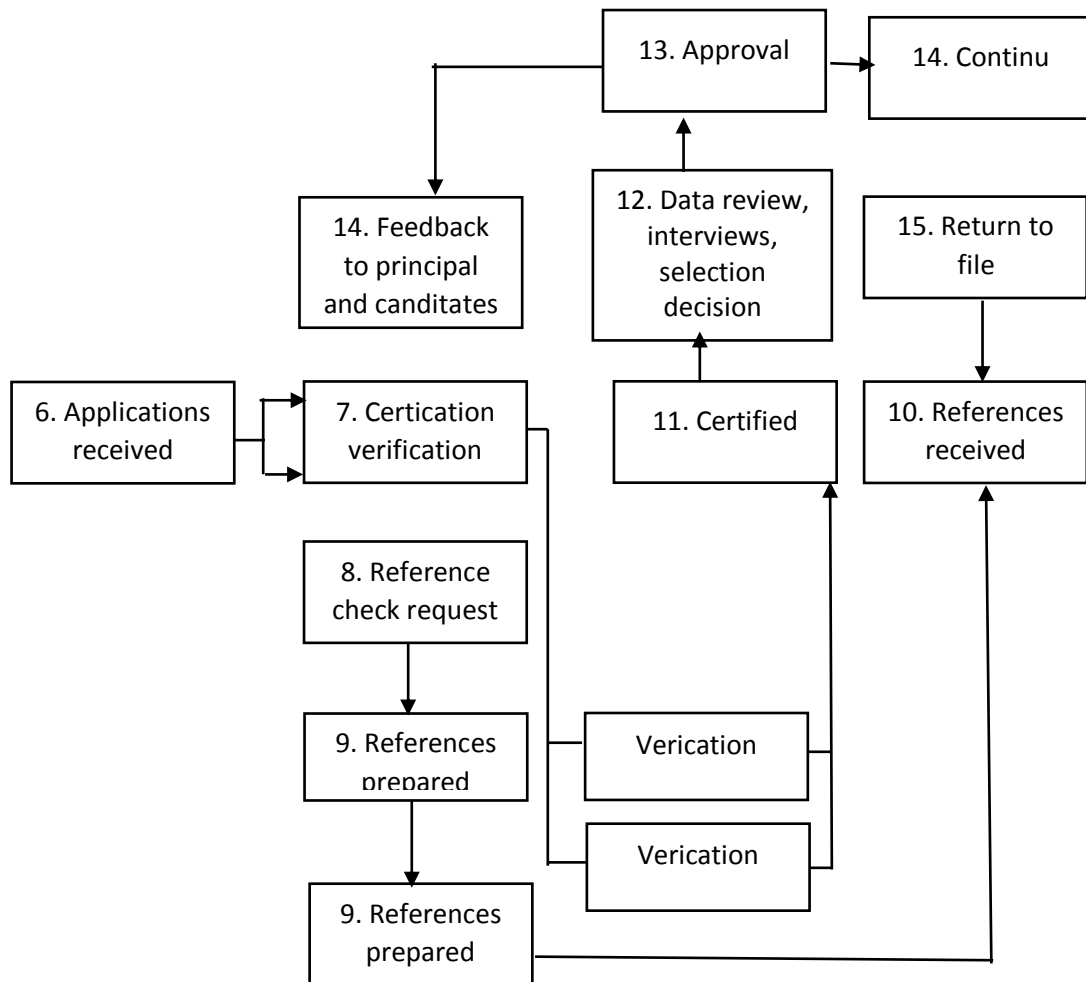 13. Approval
14. Continu
14. Feedback
to principal
and canditates
12. Data review,
interviews,
selection
decision
15. Return to
file
6. Applications
received
7. Certication
verification
11. Certified
10. References
received
8. Reference
check request
9. References
prepared
Verication
Verication
9. References
prepared